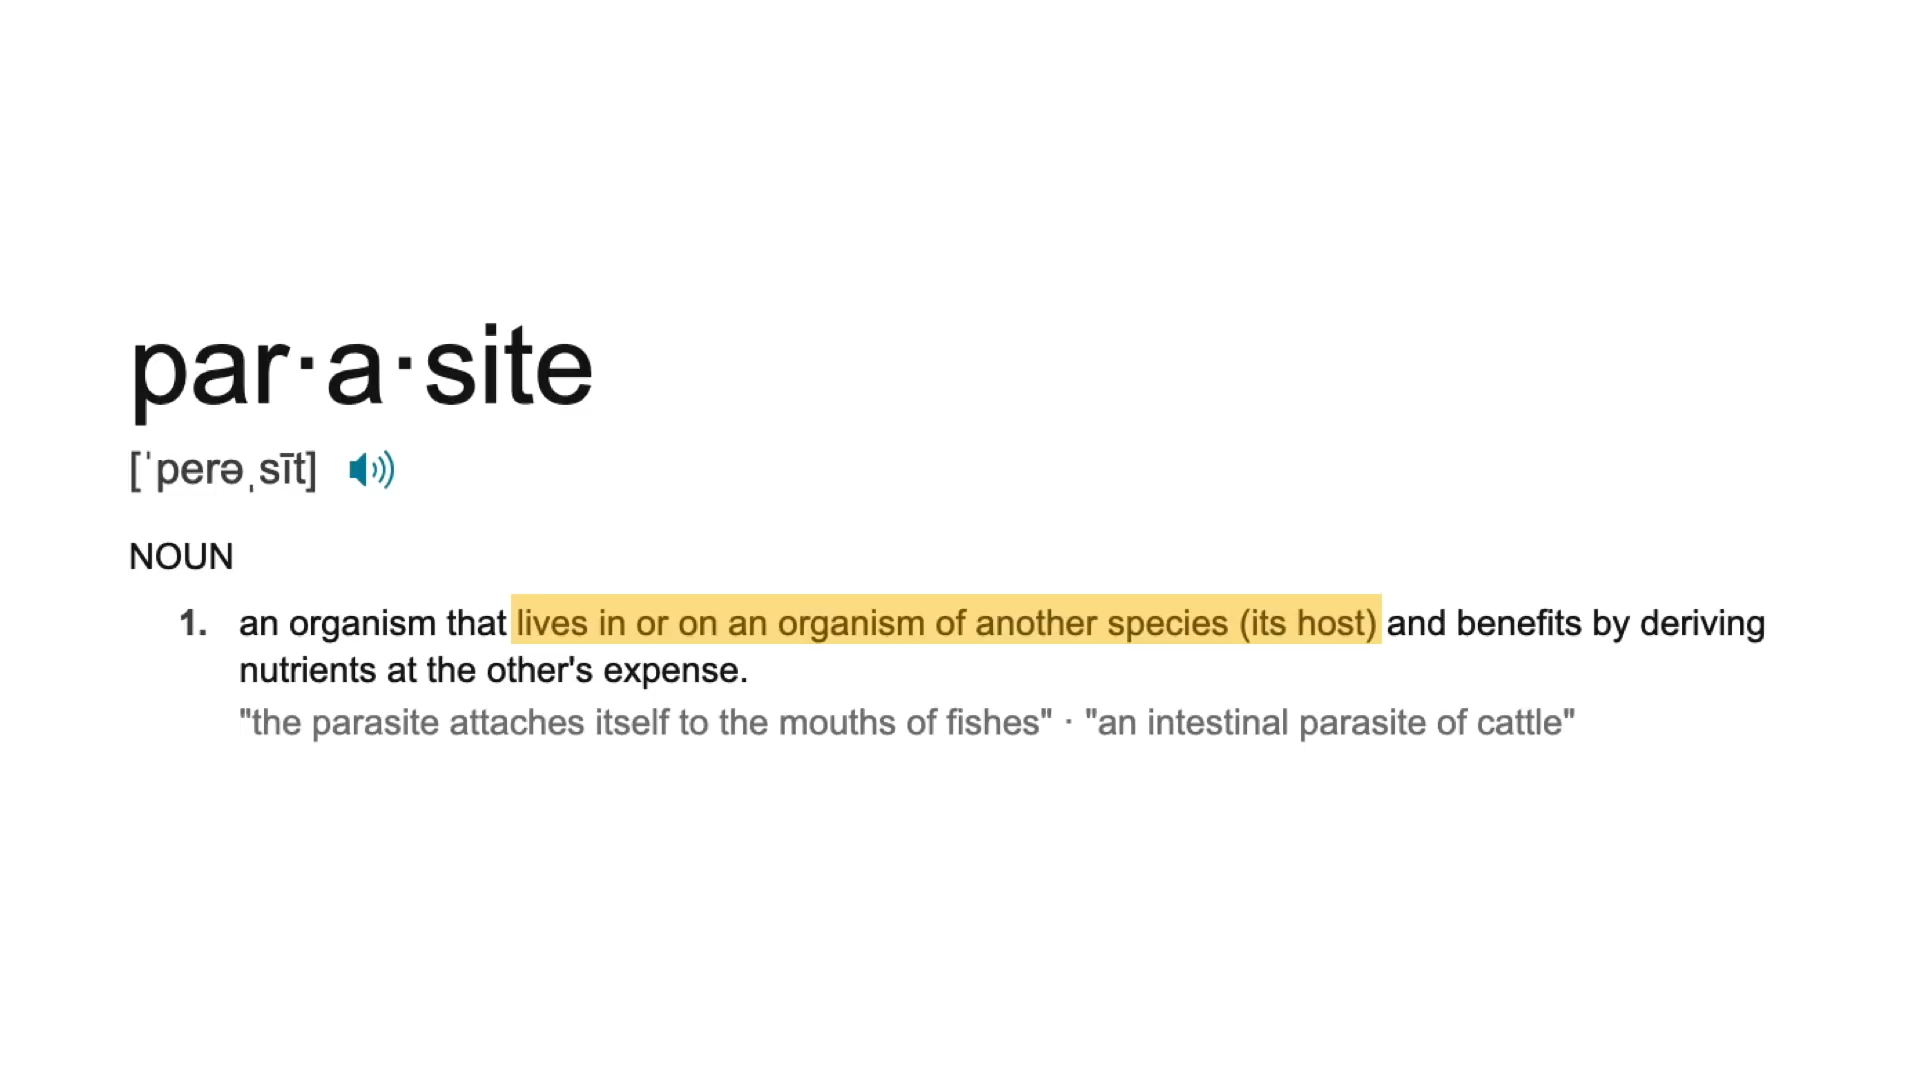 par·a·site
[ˈperəˌsīt]
NOUN
1. an organism that lives in or on an organism of another species (its host) and benefits by deriving
nutrients at the other's expense.
"the parasite attaches itself to the mouths of fishes" · "an intestinal parasite of cattle"